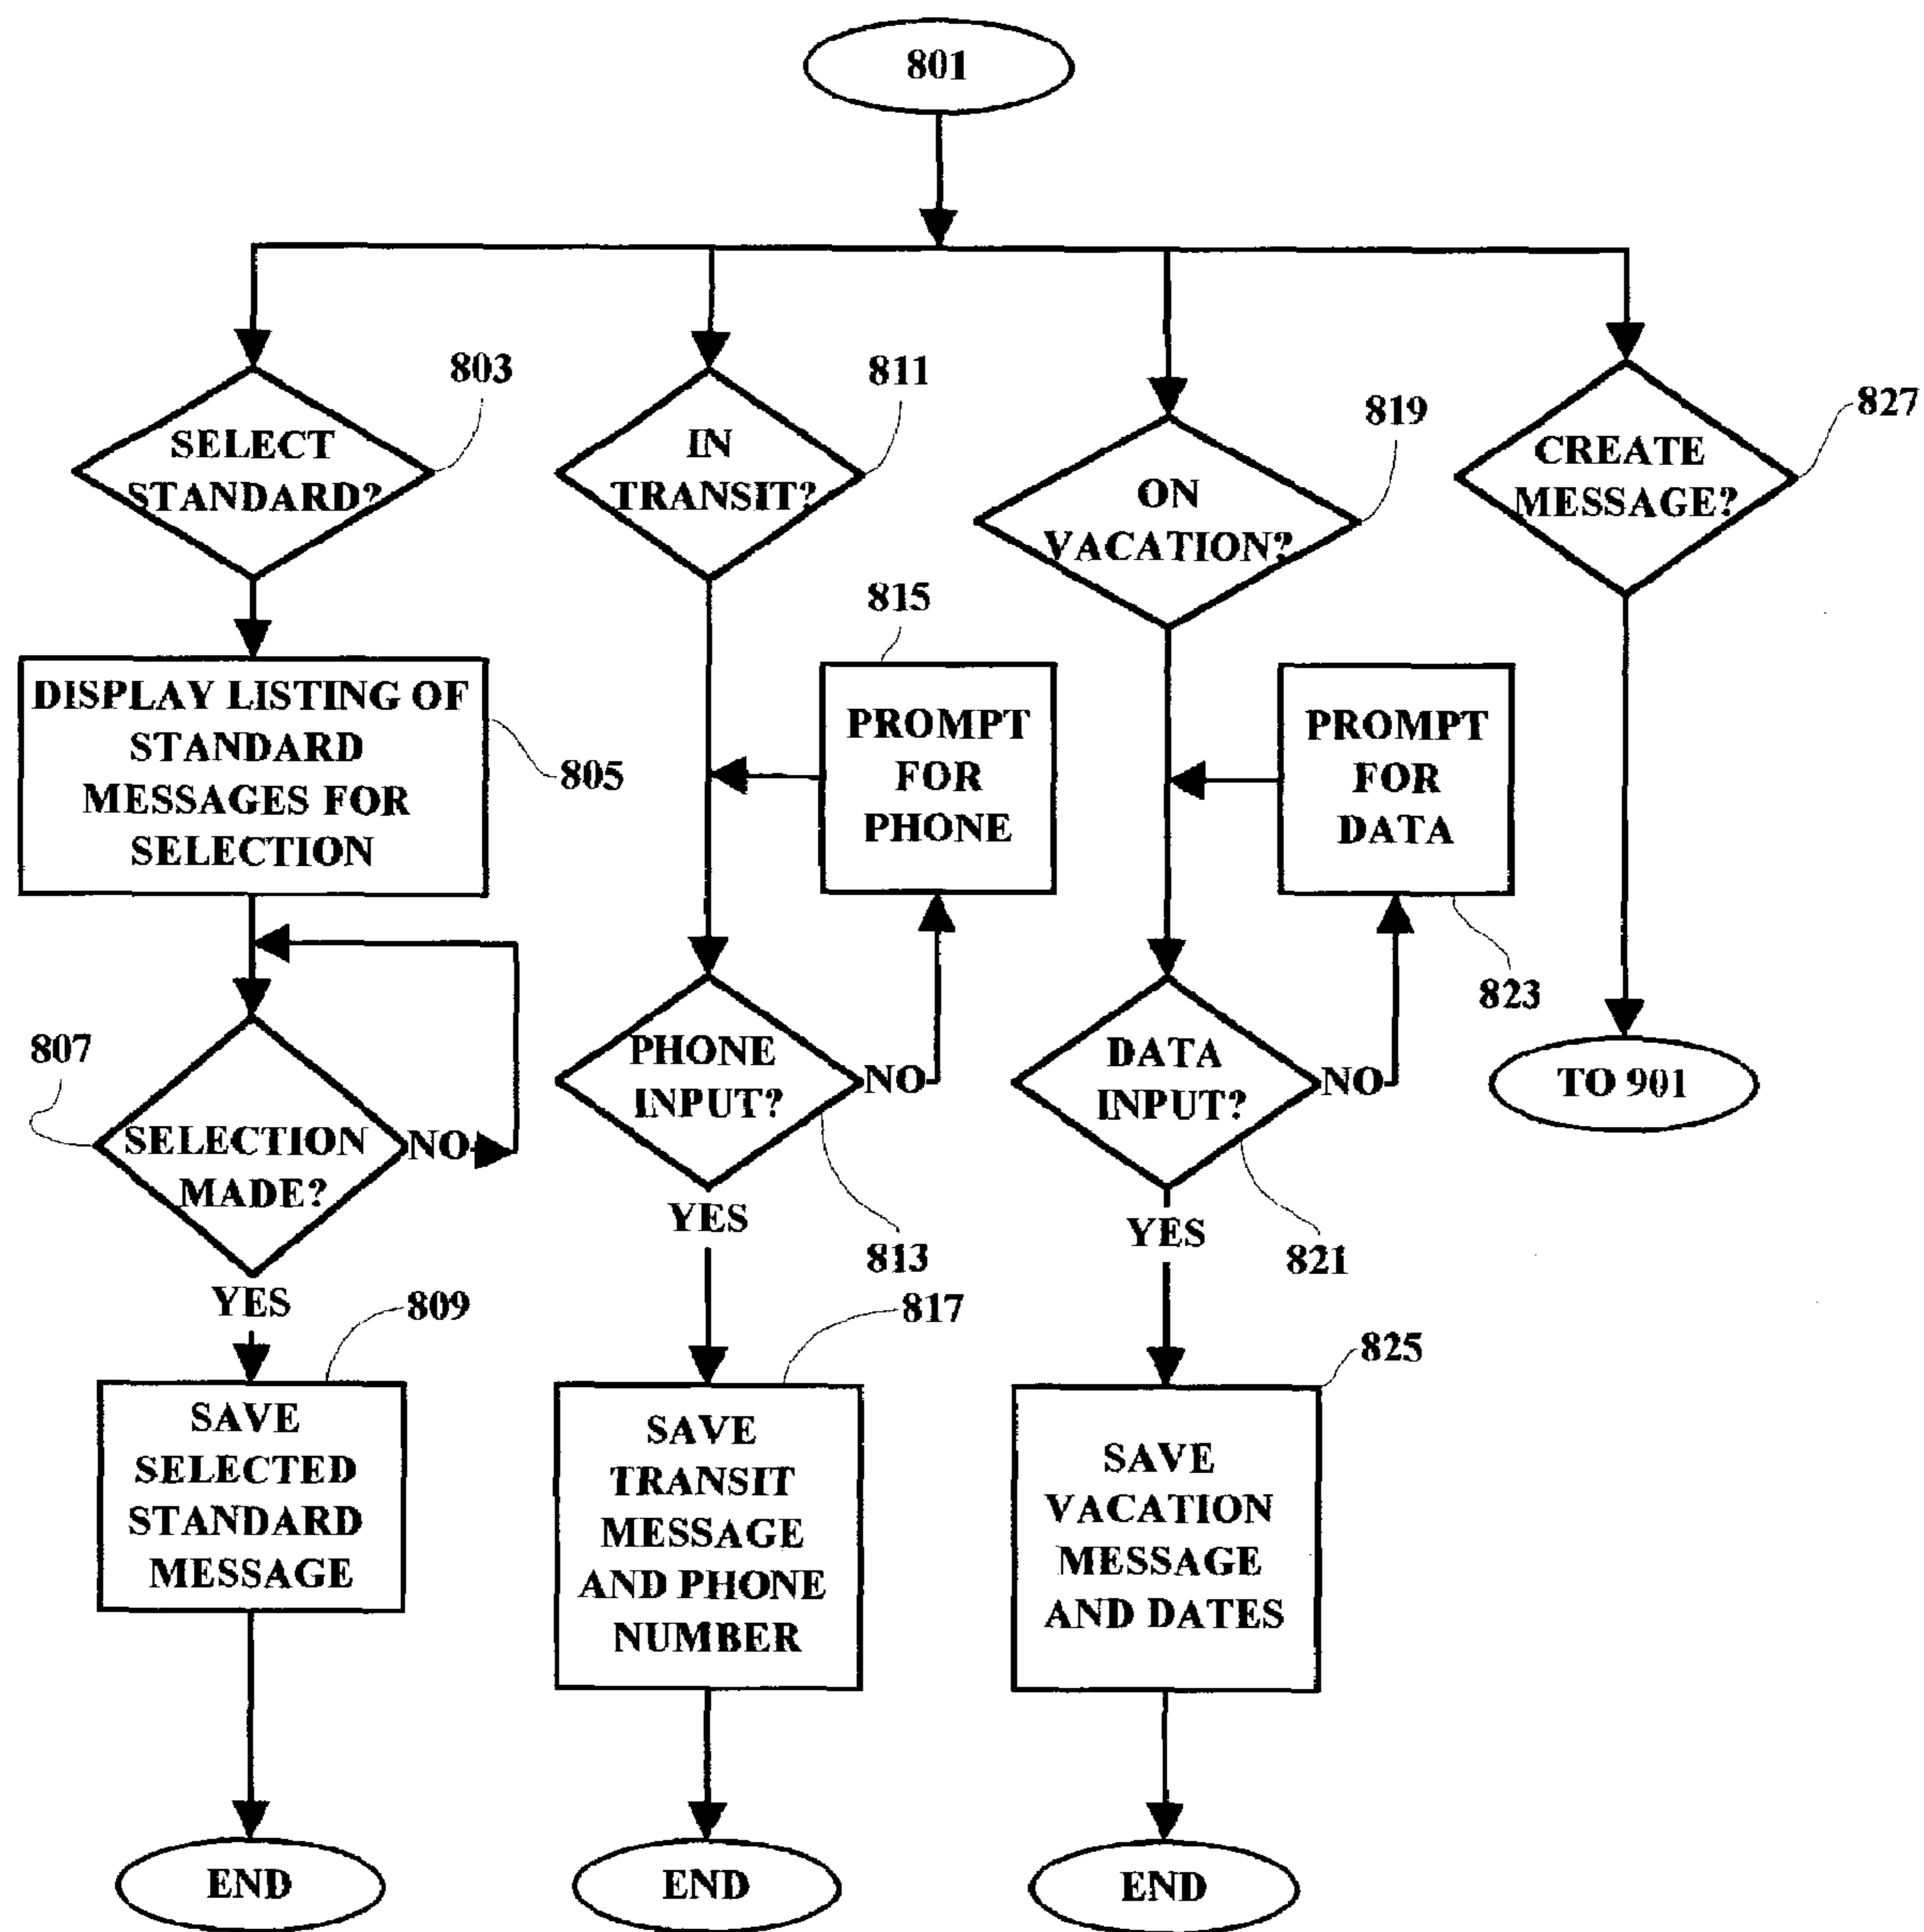 801
803
SELECT
STANDARD?
811
IN
TRANSIT?
819
ON
VACATION?
827
CREATE
MESSAGE?
DISPLAY LISTING OF
STANDARD
MESSAGES FOR
SELECTION
805
815
PROMPT
FOR
PHONE
PROMPT
FOR
DATA
823
807
SELECTION
MADE?
NO
YES
PHONE
INPUT?
NO
YES
813
DATA
INPUT?
NO
YES
821
TO 901
809
SAVE
SELECTED
STANDARD
MESSAGE
817
SAVE
TRANSIT
MESSAGE
AND PHONE
NUMBER
825
SAVE
VACATION
MESSAGE
AND DATES
END
END
END